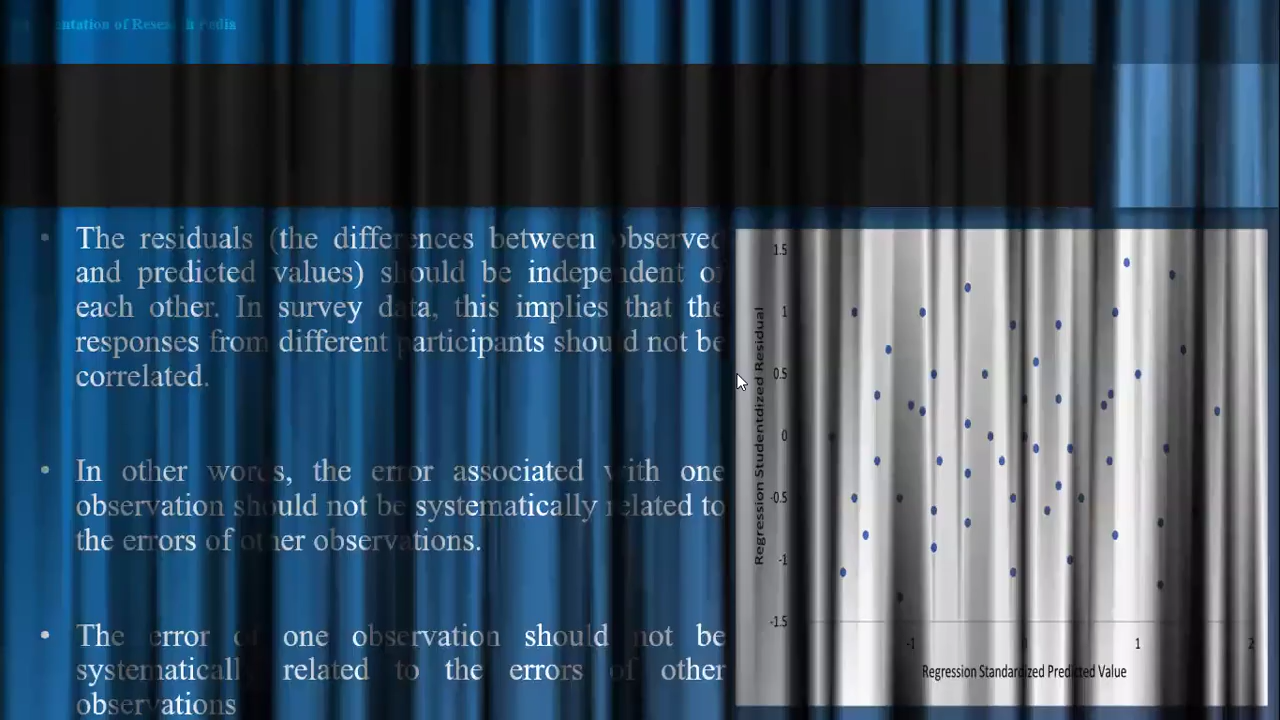 of
The residuals (the differences between observed
and predicted values) should be independent of
each other. In survey data, this implies that the
responses from different participants should not be
correlated.
In other words, the error associated with one
observation should not be systematically related to
the errors of other observations.
The error of one observation should not be
systematically related to the errors of other
observations
Regression Studentdized Residual
1.5
1
0.5
0
-0.5
-1
-1.5
-1 0 1 2
Regression Standardized Predicted Value